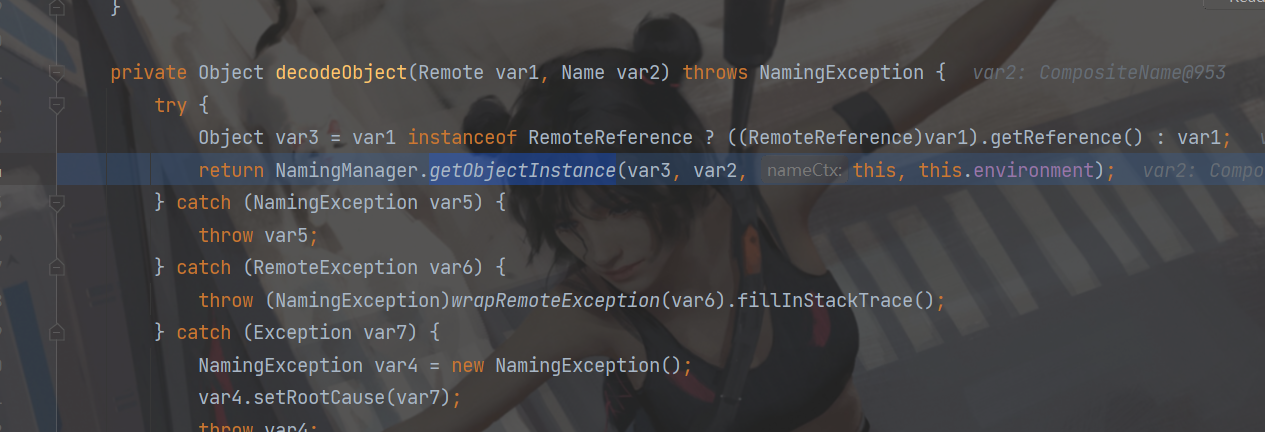 }
private Object decodeObject(Remote var1, Name var2) throws NamingException {  var2: CompositeName@953
try {
Object var3 = var1 instanceof RemoteReference ? ((RemoteReference)var1).getReference() : var1;
return NamingManager.getObjectInstance(var3, var2, nameCtx: this, this.environment);  var2: Compo
} catch (NamingException var5) {
throw var5;
} catch (RemoteException var6) {
throw (NamingException)wrapRemoteException(var6).fillInStackTrace();
} catch (Exception var7) {
NamingException var4 = new NamingException();
var4.setRootCause(var7);
throw var4;